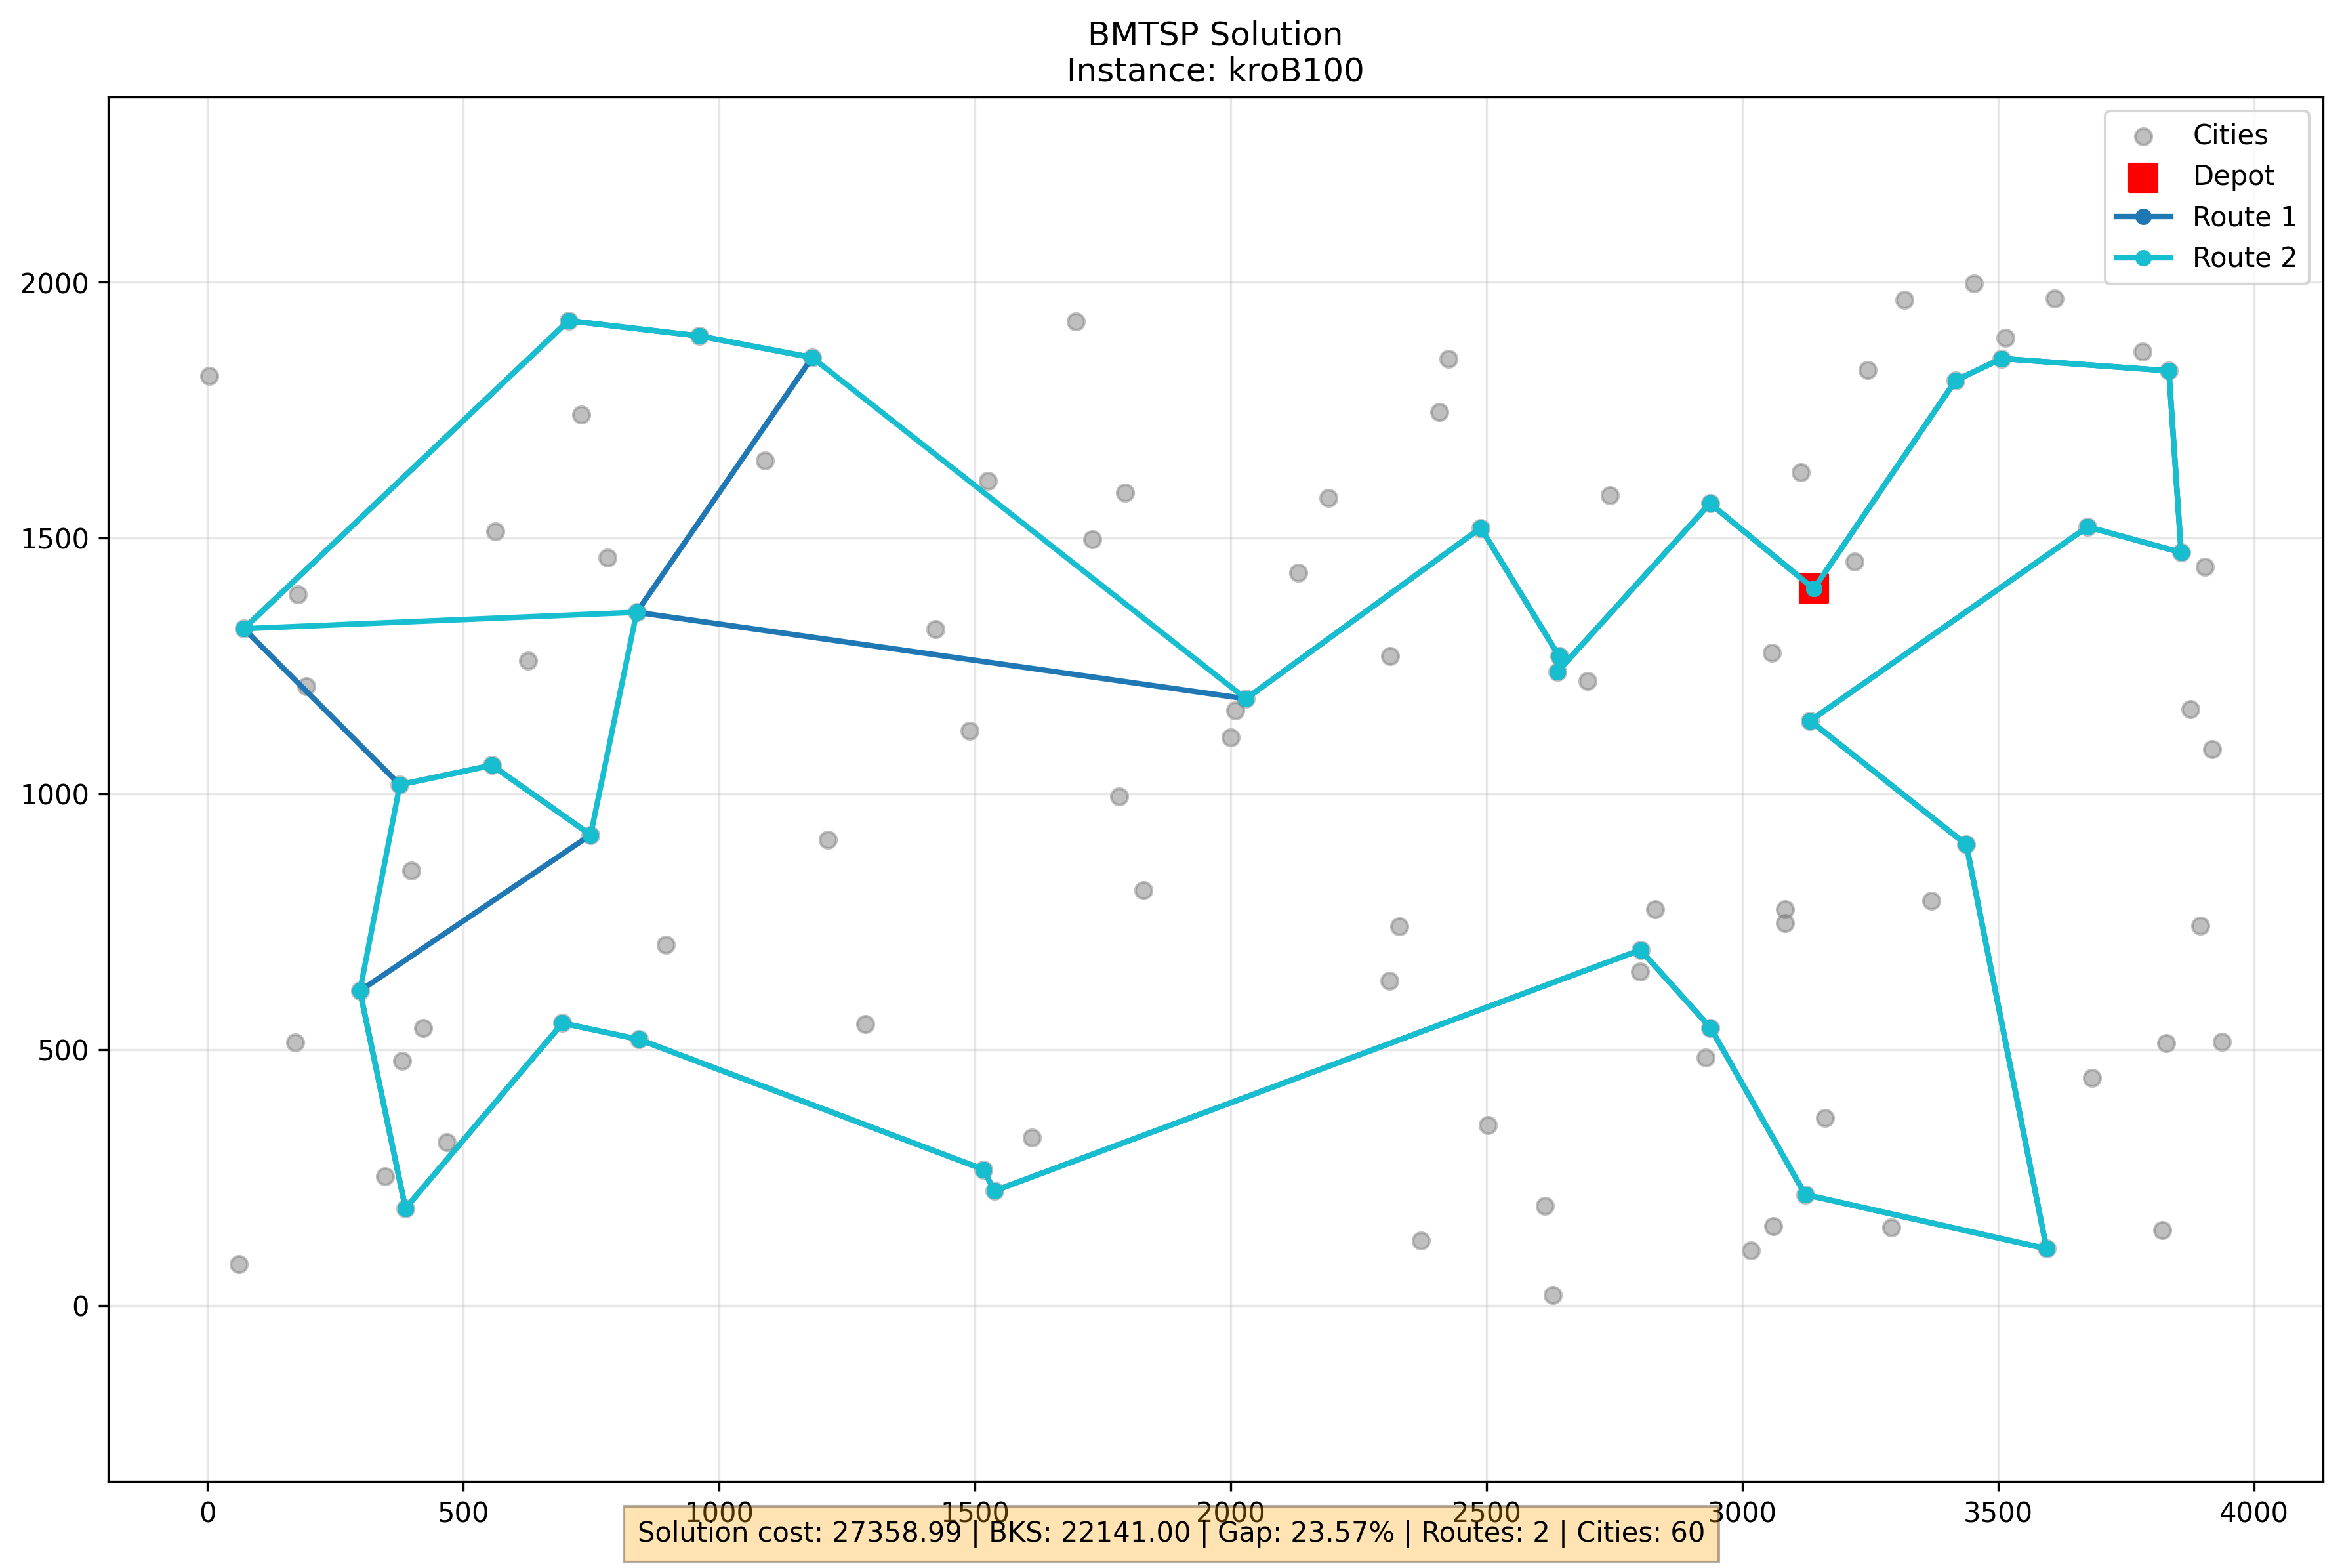 BMTSP Solution
Instance: kroB100
Cities
Depot
Route 1
Route 2
2000
1500
1000
500
0
0
500
1000
1500
2000
2500
3000
3500
4000
Solution cost: 27358.99 | BKS: 22141.00 | Gap: 23.57% | Routes: 2 | Cities: 60